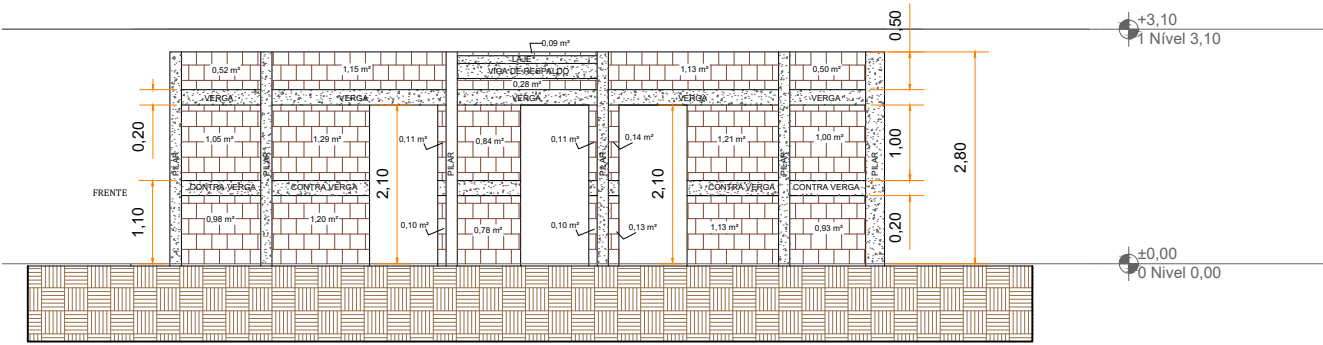 0,50
+3,10
1 Nível 3,10
0,09 m²
LAJE
VIGA DE RESPALDO
0,52 m²
1,15 m²
0,28 m²
1,13 m²
0,50 m²
VERGA
VERGA
VERGA
VERGA
VERGA
0,20
1,05 m²
1,29 m²
0,11 m²
0,84 m²
0,11 m²
0,14 m²
1,21 m²
1,00 m²
1,00
2,80
PILAR
PILAR
PILAR
PILAR
PILAR
PILAR
FRENTE
CONTRA VERGA
CONTRA VERGA
2,10
2,10
CONTRA VERGA
CONTRA VERGA
1,10
0,98 m²
1,20 m²
0,10 m²
0,78 m²
0,10 m²
0,13 m²
1,13 m²
0,93 m²
0,20
±0,00
0 Nivel 0,00